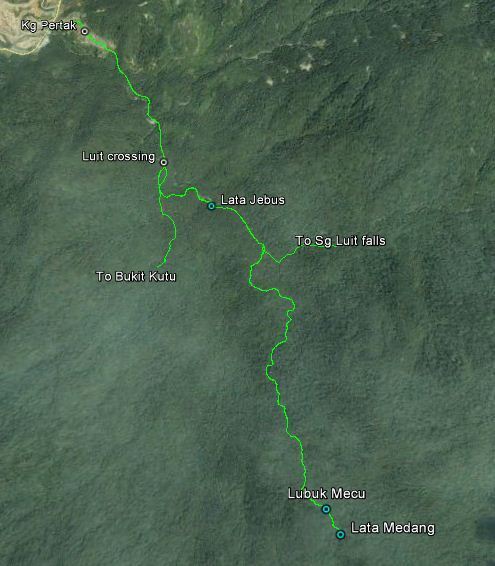 Kg Pertak
Luit crossing
Lata Jebus
To Sg Luit falls
To Bukit Kutu
Lubuk Mecu
Lata Medang